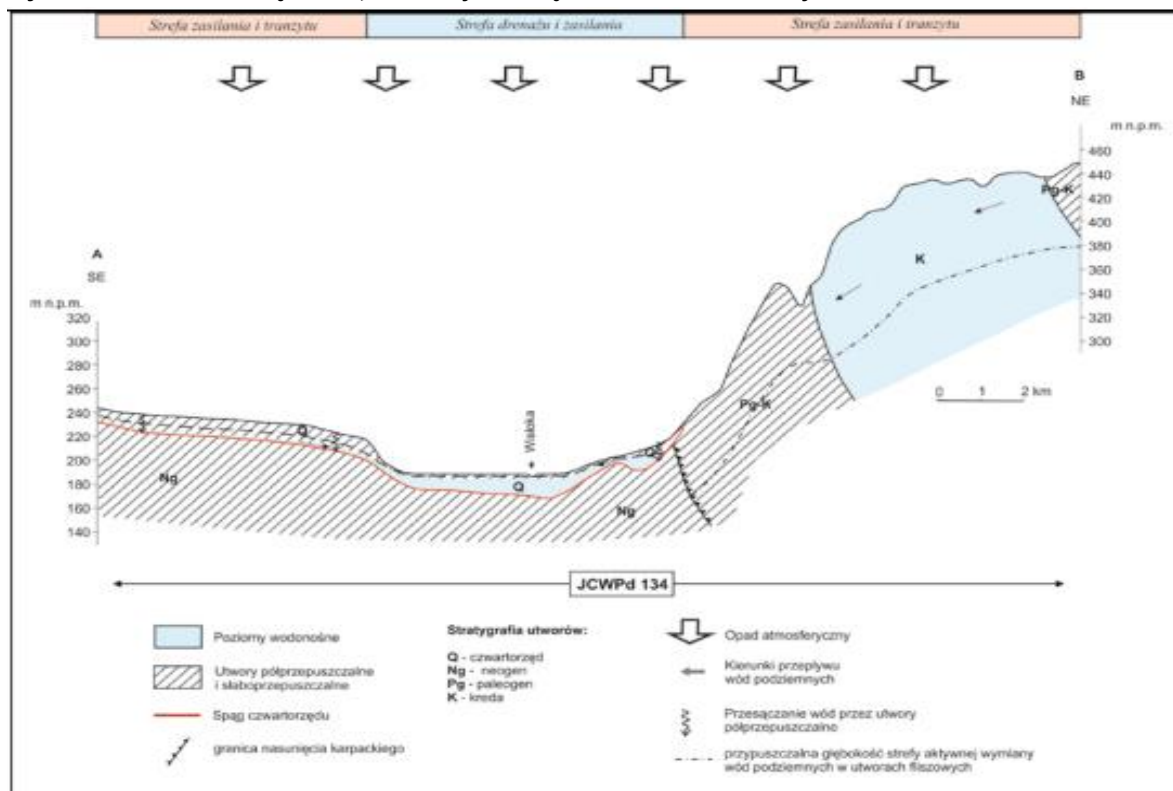 Strefa zasilania i tranzytu
Strefa drenażu i zasilania
Strefa zasilania i tranzytu
B
NE
m n.p.m.
460
440
420
400
380
360
340
320
300
Pg-K
K
A
SE
m n.p.m.
320
300
280
260
240
220
200
180
160
140
Q
Ng
Wisłoka
Q
Q
Ng
Pg-K
0 1 2 km
JCWPd 134
Poziomy wodonośne
Utwory półprzepuszczalne
i słaboprzepuszczalne
Spąg czwartorzędu
granica nasunięcia karpackiego
Stratygrafia utworów:
Q - czwartorzęd
Ng - neogen
Pg - paleogen
K - kreda
Opad atmosferyczny
Kierunki przepływu
wód podziemnych
Przesączanie wód przez utwory
półprzepuszczalne
przypuszczalna głębokość strefy aktywnej wymiany
wód podziemnych w utworach fliszowych